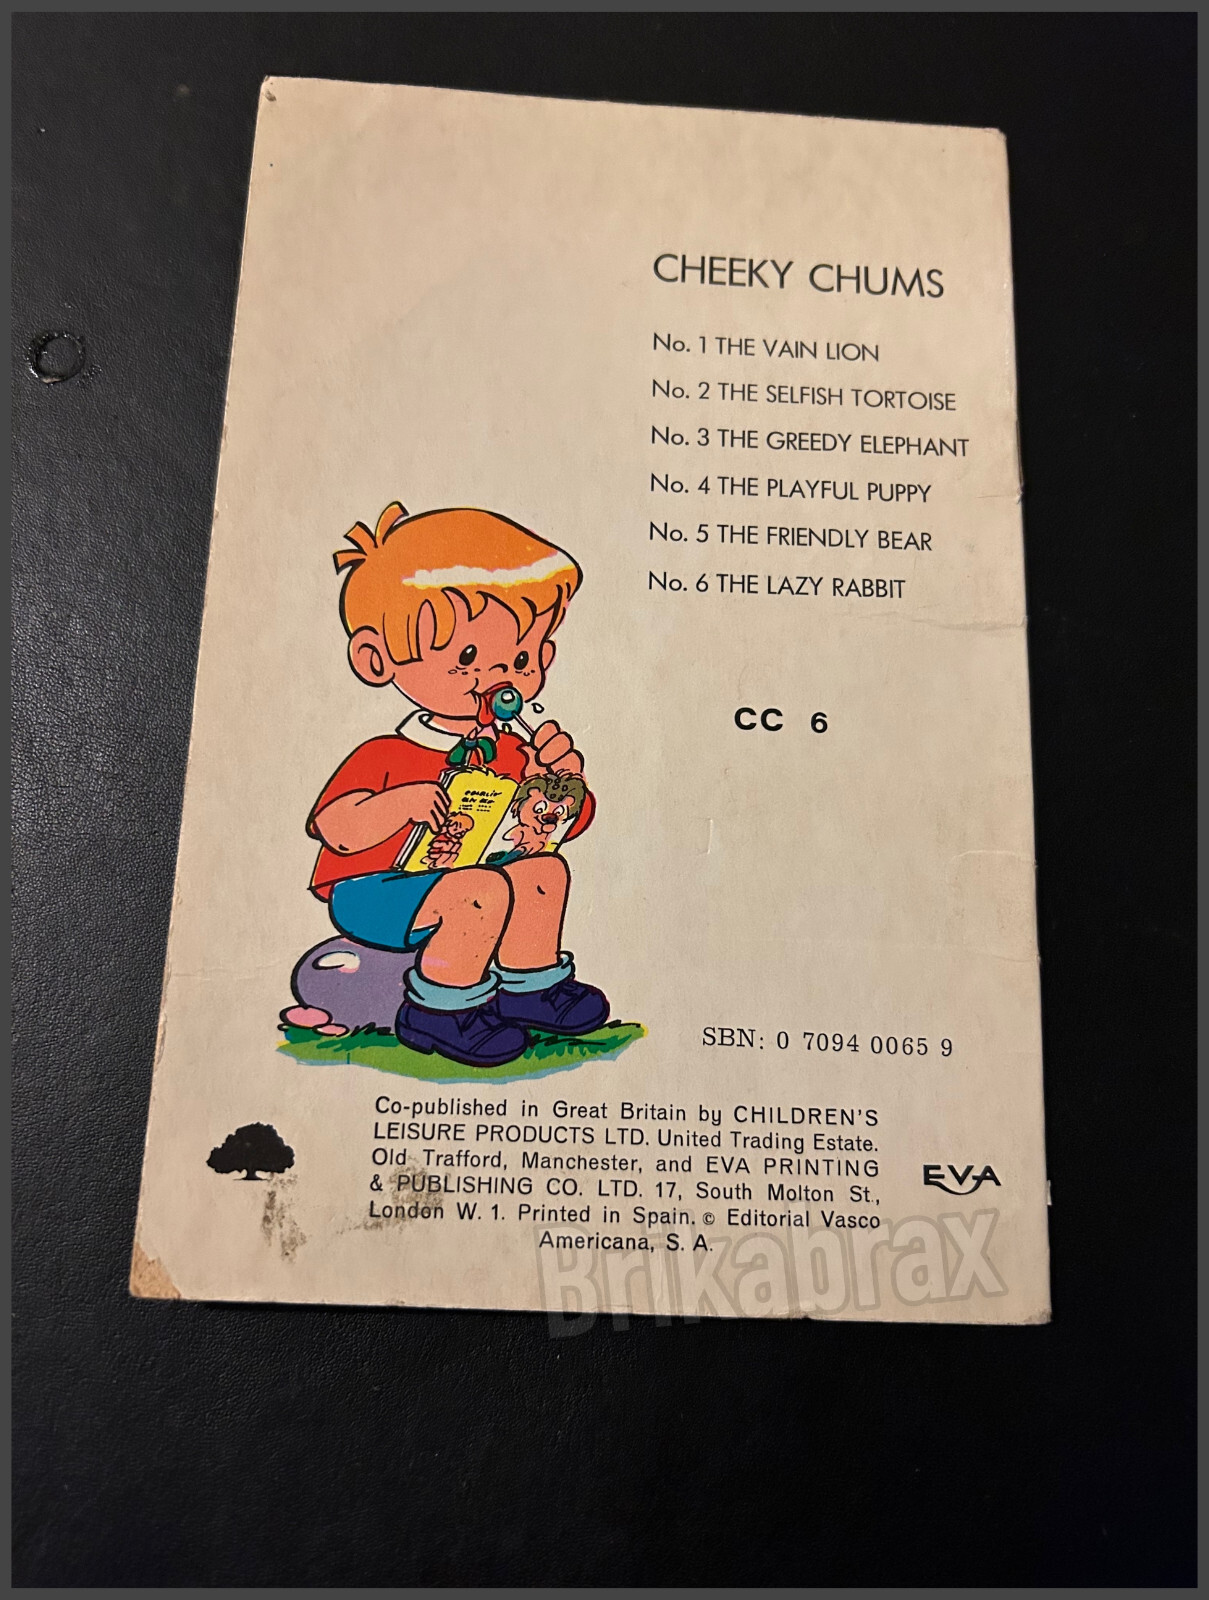 CHEEKY CHUMS
No. 1 THE VAIN LION
No. 2 THE SELFISH TORTOISE
No. 3 THE GREEDY ELEPHANT
No. 4 THE PLAYFUL PUPPY
No. 5 THE FRIENDLY BEAR
No. 6 THE LAZY RABBIT
CC 6
SBN: 0 7094 0065 9
Co-published in Great Britain by CHILDREN'S
LEISURE PRODUCTS LTD. United Trading Estate.
Old Trafford, Manchester, and EVA PRINTING
& PUBLISHING CO. LTD. 17, South Molton St.,
London W. 1. Printed in Spain. © Editorial Vasco
Americana, S. A.
EVA
Brikabrax